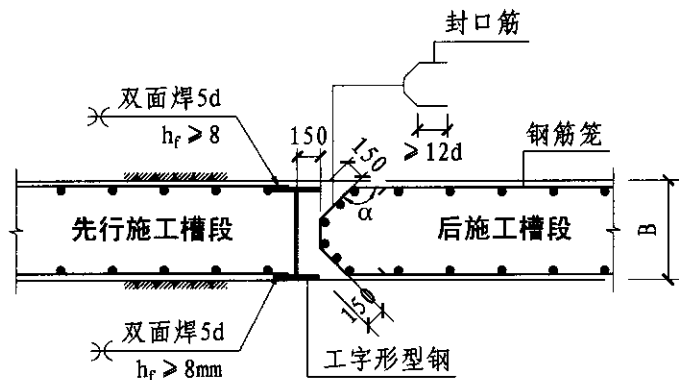 封口筋
双面焊5d
hf ≥ 8
150
150
≥12d
钢筋笼
α
先行施工槽段
后施工槽段
B
150
双面焊5d
hf ≥ 8mm
工字形型钢